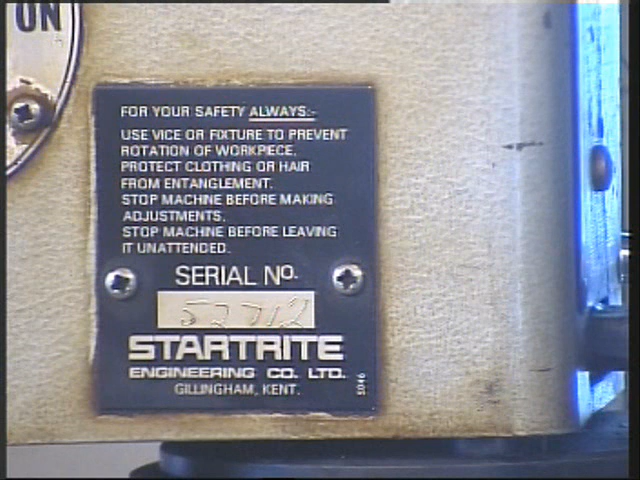 ON
FOR YOUR SAFETY ALWAYS:-
USE VICE OR FIXTURE TO PREVENT
ROTATION OF WORKPIECE.
PROTECT CLOTHING OR HAIR
FROM ENTANGLEMENT.
STOP MACHINE BEFORE MAKING
ADJUSTMENTS.
STOP MACHINE BEFORE LEAVING
IT UNATTENDED.
SERIAL NO.
52712
STARTRITE
ENGINEERING CO. LTD.
GILLINGHAM, KENT.
5046